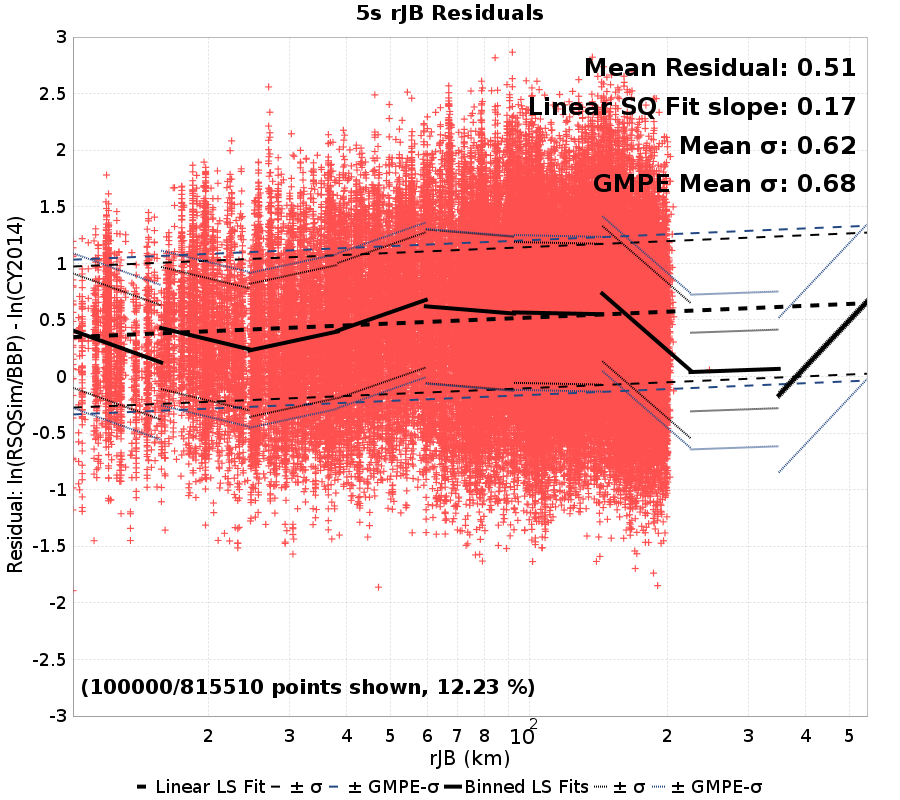 5s rJB Residuals
Residual: ln(RSQSim/BBP) - ln(CY2014)
3
2.5
2
1.5
1
0.5
0
-0.5
-1
-1.5
-2
-2.5
-3
Mean Residual: 0.51
Linear SQ Fit slope: 0.17
Mean σ: 0.62
GMPE Mean σ: 0.68
(100000/815510 points shown, 12.23 %)
2 3 4 5 6 7 8 10² 2 3 4 5
rJB (km)
Linear LS Fit ± σ ± GMPE-σ Binned LS Fits ± σ ± GMPE-σ